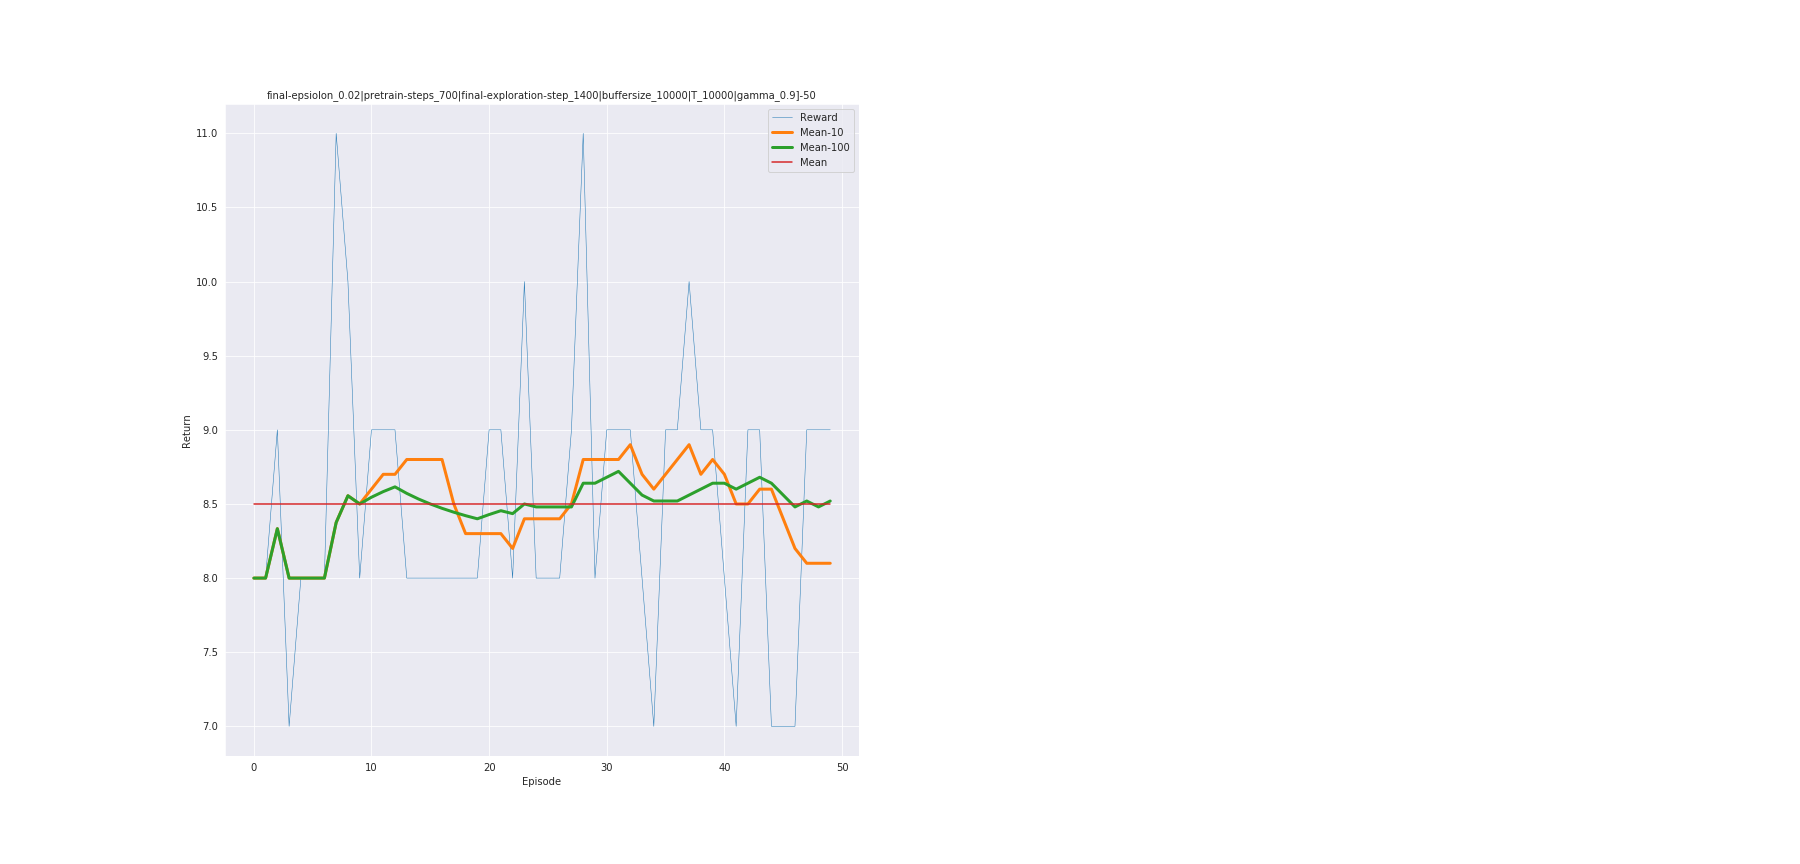 final-epsiolon_0.02|pretrain-steps_700|final-exploration-step_1400|buffersize_10000|T_10000|gamma_0.9]-50
Reward
Mean-10
Mean-100
Mean
11.0
10.5
10.0
9.5
9.0
8.5
8.0
7.5
7.0
Return
0 10 20 30 40 50
Episode